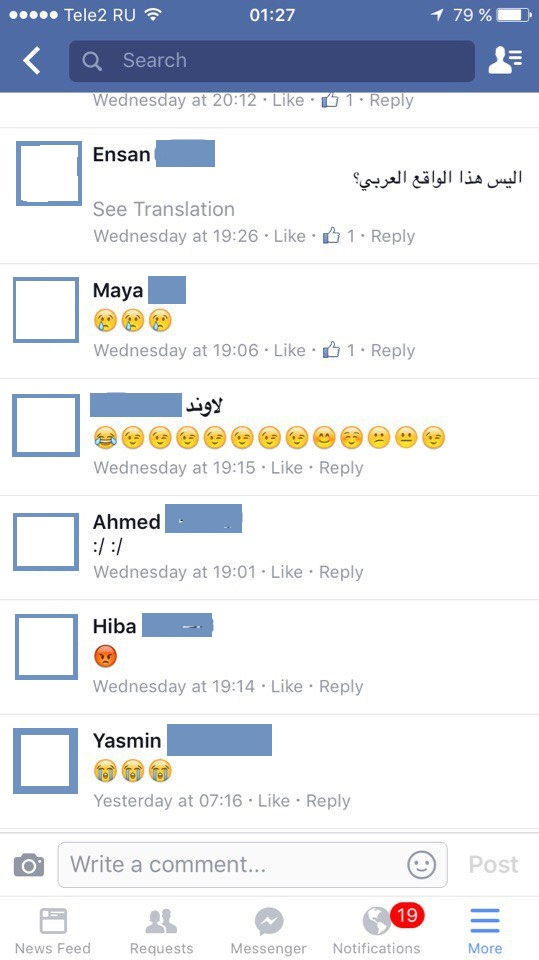 Tele2 RU 01:27 79 %
Search
Wednesday at 20:12 · Like · 1 · Reply
Ensan
اليس هذا الواقع العربي؟
See Translation
Wednesday at 19:26 · Like · 1 · Reply
Maya
😢😢😢
Wednesday at 19:06 · Like · 1 · Reply
لاوند
😂😉😉😉😉😉😉😉😊☺️😕😐😉
Wednesday at 19:15 · Like · Reply
Ahmed
:/ :/
Wednesday at 19:01 · Like · Reply
Hiba
😡
Wednesday at 19:14 · Like · Reply
Yasmin
😭😭😭
Yesterday at 07:16 · Like · Reply
Write a comment... Post
19
News Feed Requests Messenger Notifications More